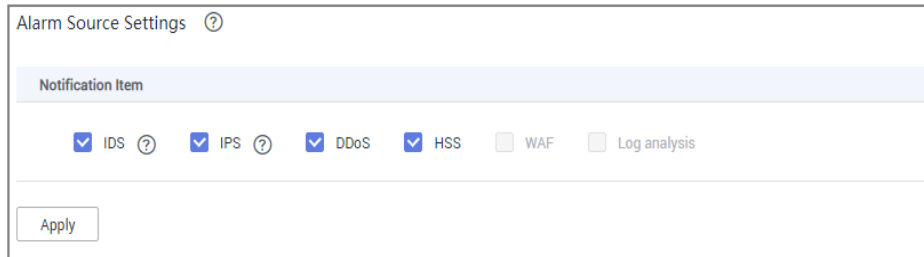 Alarm Source Settings ?
Notification Item
IDS ? IPS ? DDoS HSS WAF Log analysis
Apply